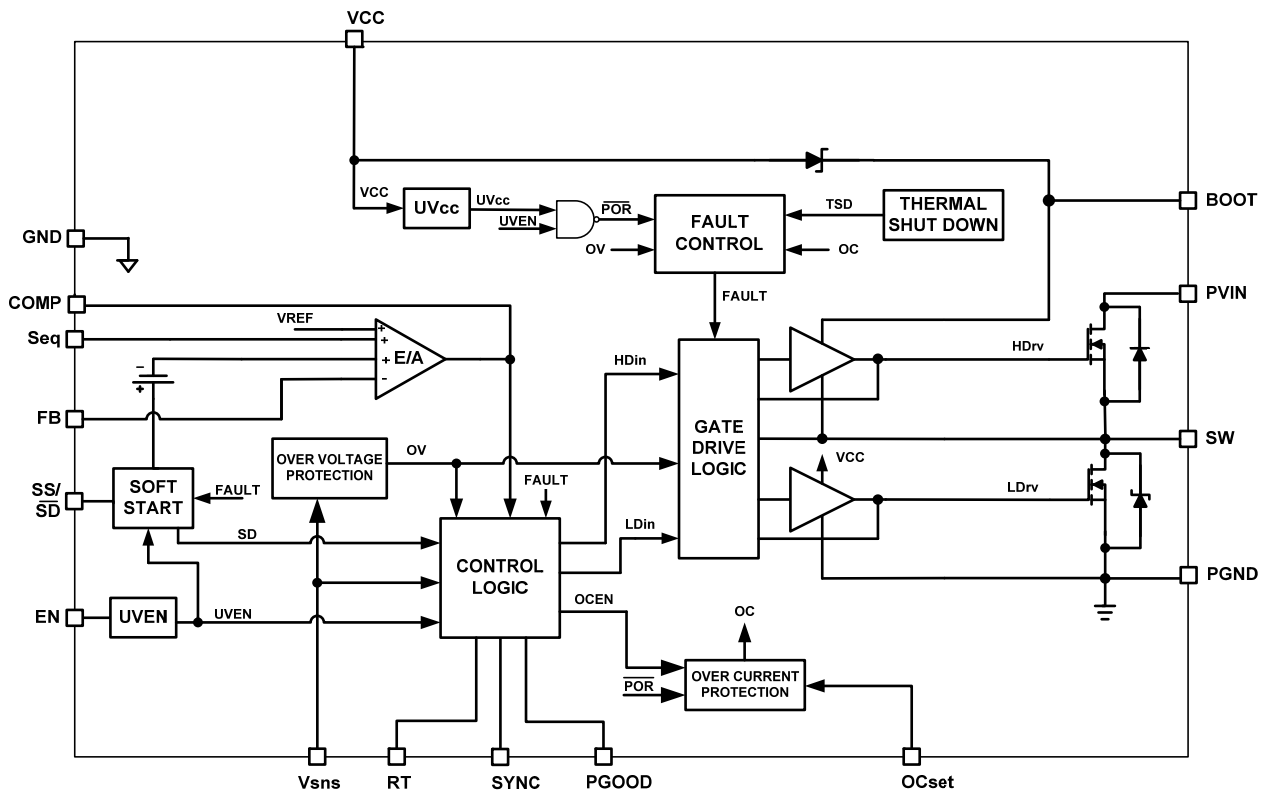 VCC
VCC
UVcc
UVcc
UVEN
POR
OV
FAULT
CONTROL
TSD
THERMAL
SHUT DOWN
OC
BOOT
GND
COMP
Seq
FB
SS/
SD
EN
VREF
+
+
+
-
E/A
–
+
FAULT
PVIN
HDrv
HDin
GATE
DRIVE
LOGIC
SW
OVER VOLTAGE
PROTECTION
OV
VCC
SOFT
START
FAULT
FAULT
LDrv
LDin
SD
CONTROL
LOGIC
PGND
UVEN
UVEN
OCEN
OC
POR
OVER CURRENT
PROTECTION
Vsns
RT
SYNC
PGOOD
OCset